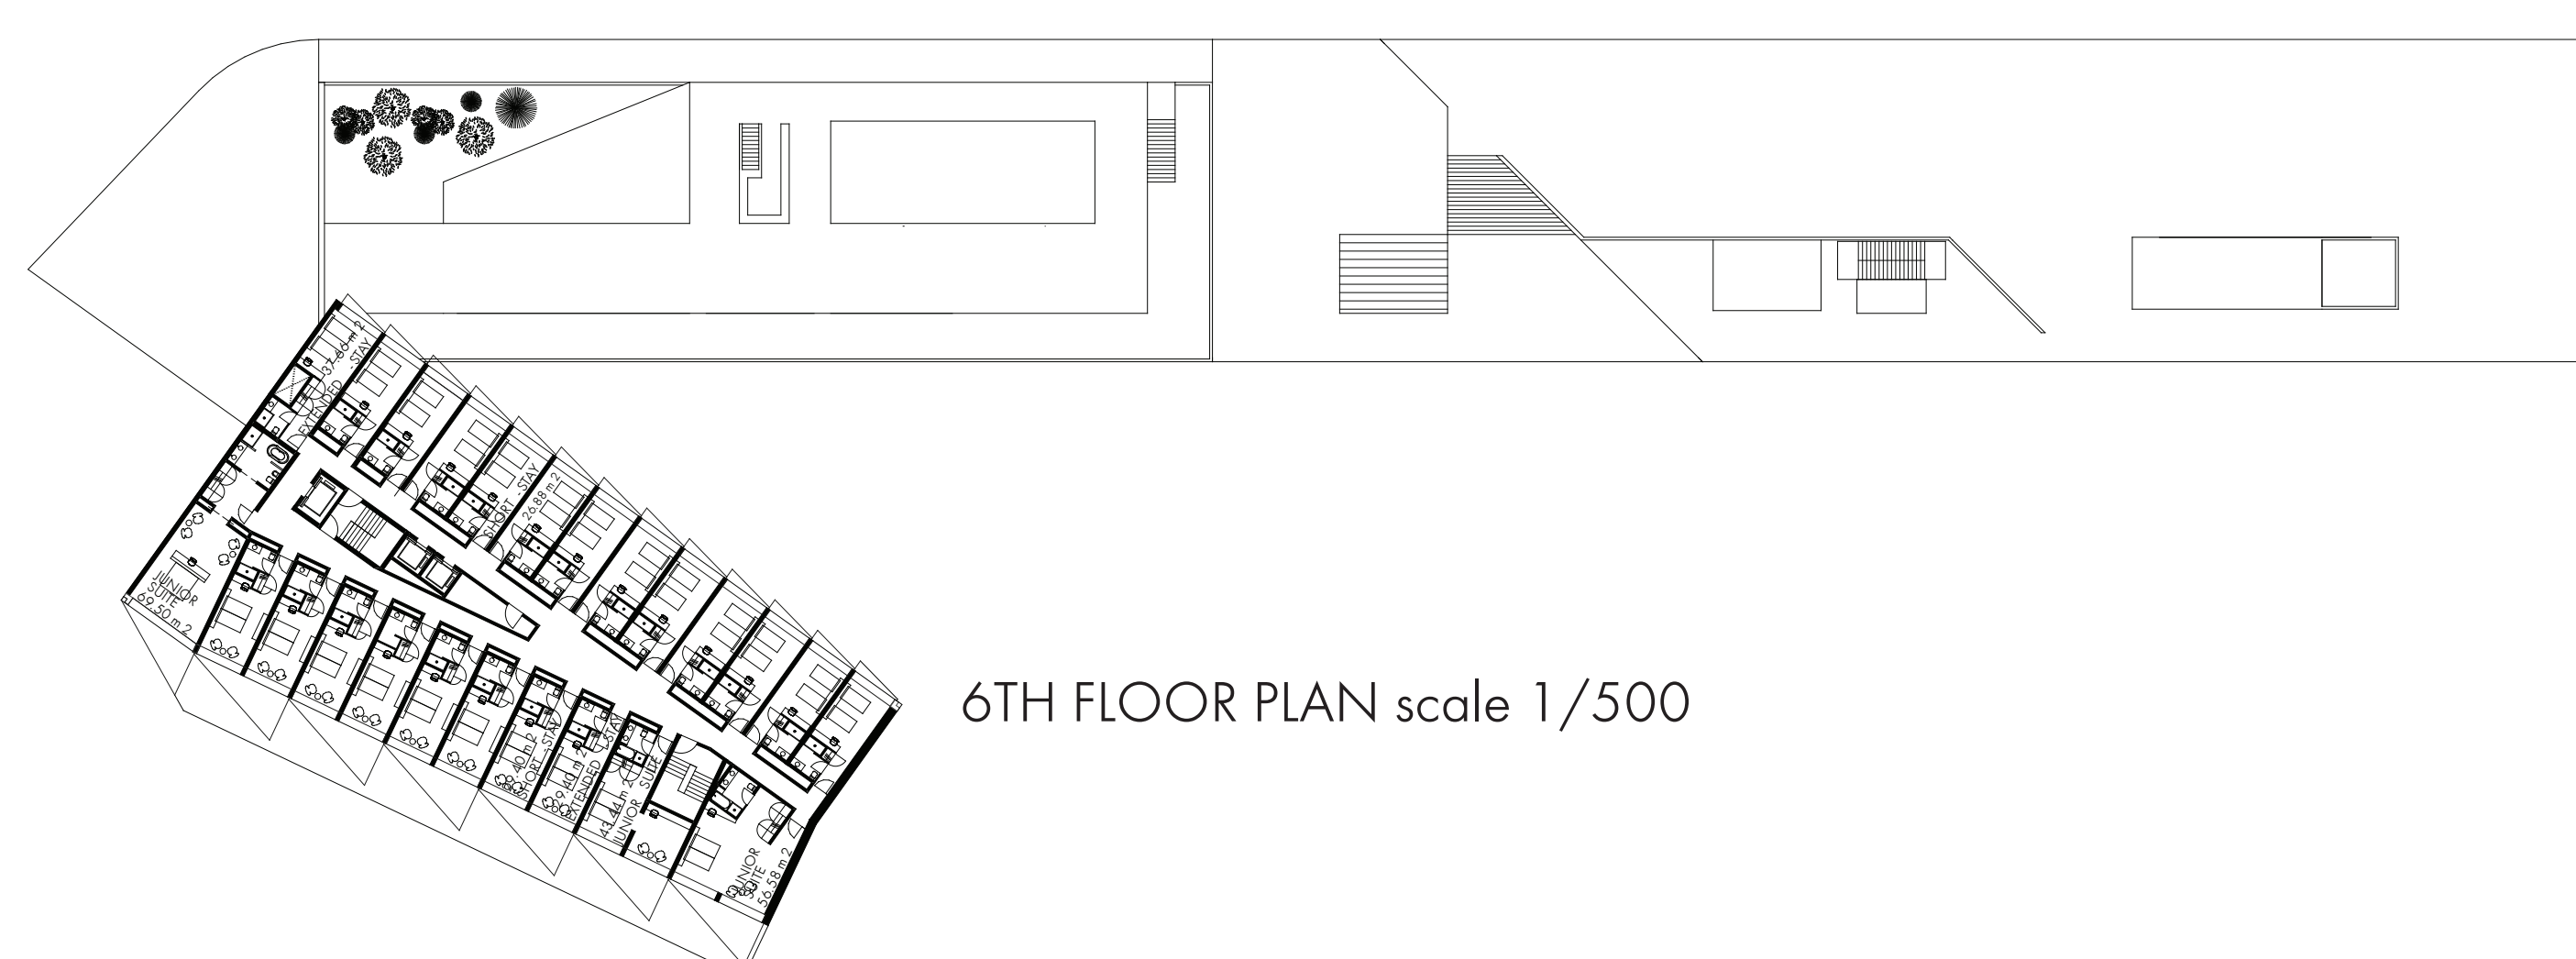 37.66 m 2
EXTENDED - STAY
SHORT - STAY
26.88 m 2
JUNIOR
SUITE
69.50 m 2
6TH FLOOR PLAN scale 1/500
SHORT - STAY
EXTENDED - STAY
43.44 m 2
JUNIOR SUITE
JUNIOR
SUITE
56.58 m 2